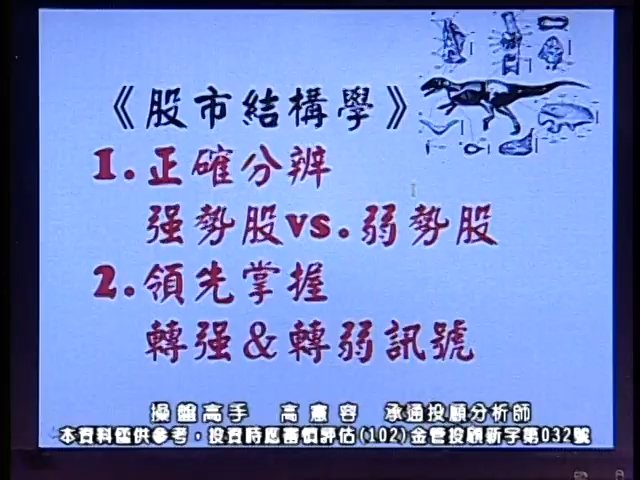 《股市結構學》
1.正確分辨
强勢股vs.弱勢股
2.領先掌握
轉强&轉弱訊號
操盤高手 高憲容 承通投顧分析師
本資料僅供參考，投資時應審慎評估(102)金管投顧新字第032號